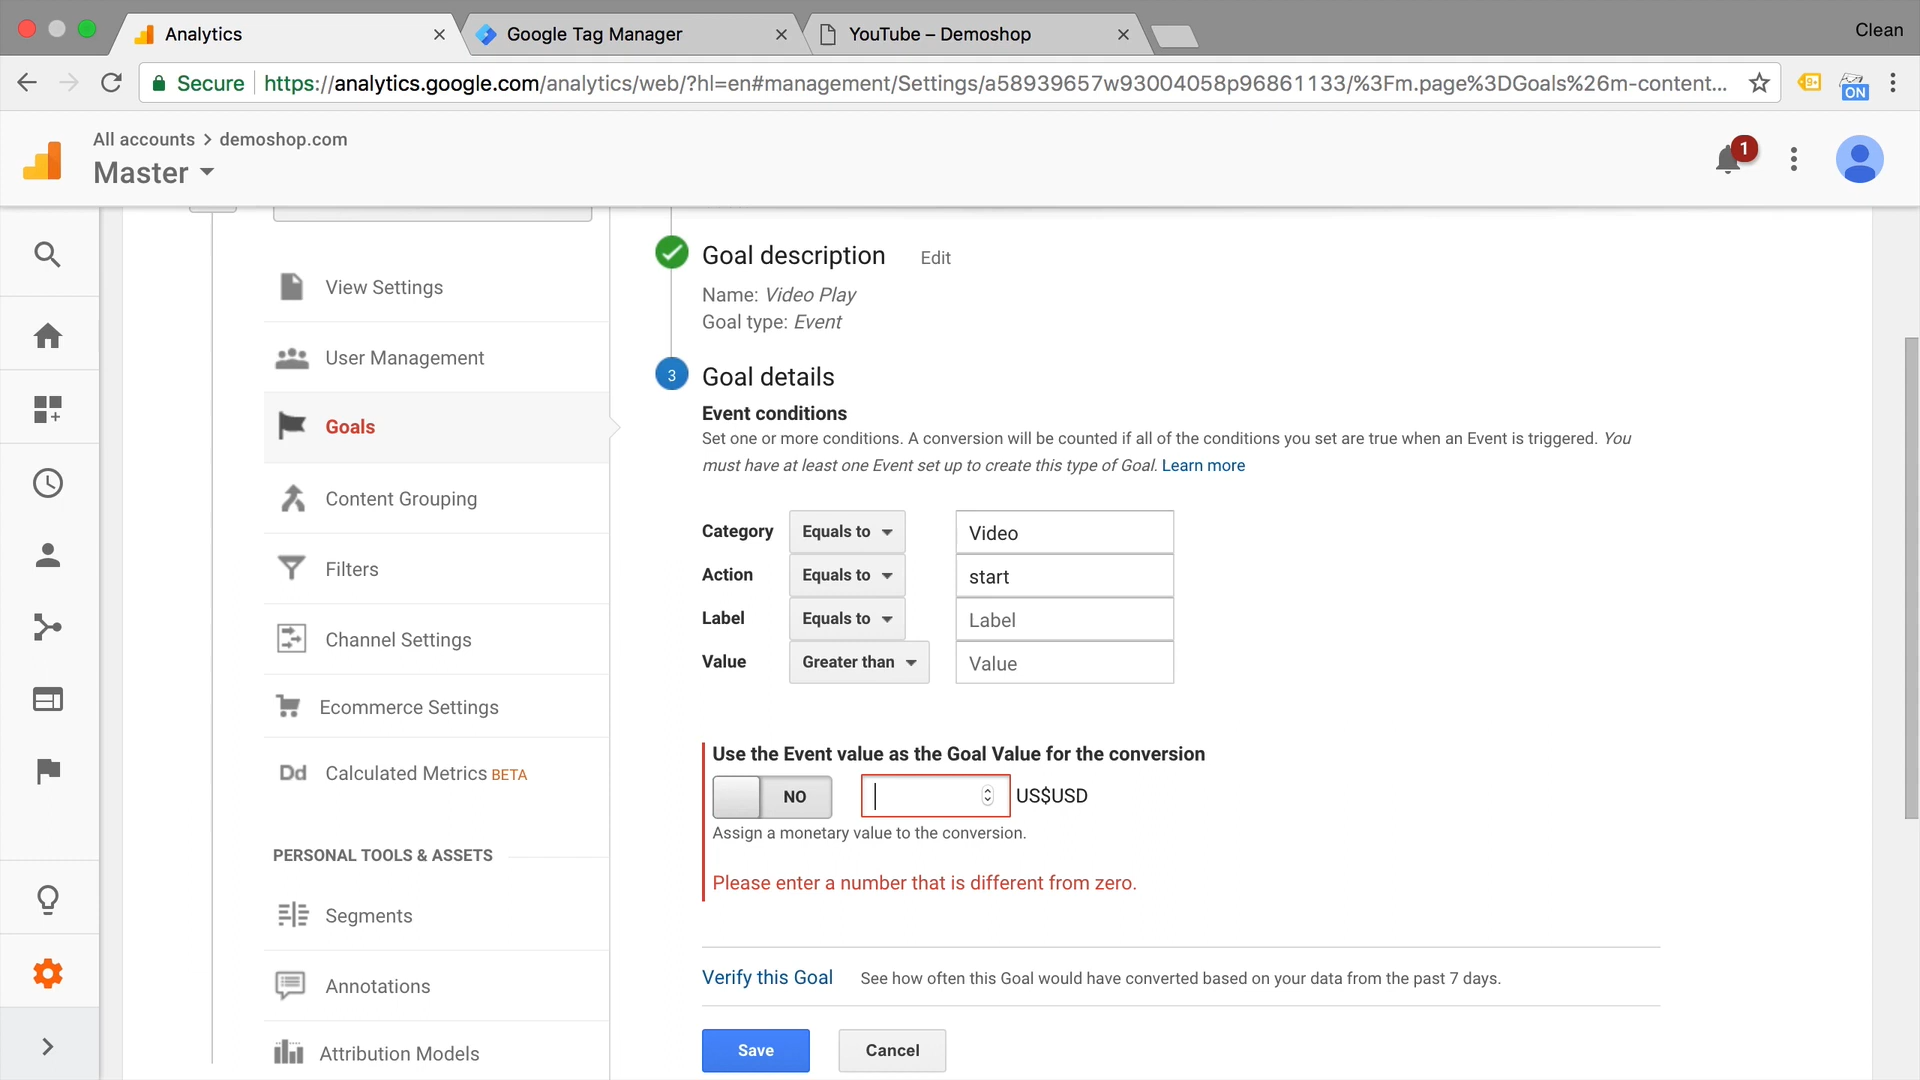 Analytics
Google Tag Manager
YouTube – Demoshop
Clean
Secure
https://analytics.google.com/analytics/web/?hl=en#management/Settings/a58939657w93004058p96861133/%3Fm.page%3DGoals%26m-content...
9+
ON
All accounts > demoshop.com
Master
1
View Settings
User Management
Goals
Content Grouping
Filters
Channel Settings
Ecommerce Settings
Dd Calculated Metrics BETA
PERSONAL TOOLS & ASSETS
Segments
Annotations
Attribution Models
Goal description Edit
Name: Video Play
Goal type: Event
3 Goal details
Event conditions
Set one or more conditions. A conversion will be counted if all of the conditions you set are true when an Event is triggered. You
must have at least one Event set up to create this type of Goal. Learn more
Category Equals to Video
Action Equals to start
Label Equals to Label
Value Greater than Value
Use the Event value as the Goal Value for the conversion
NO US$USD
Assign a monetary value to the conversion.
Please enter a number that is different from zero.
Verify this Goal See how often this Goal would have converted based on your data from the past 7 days.
Save Cancel